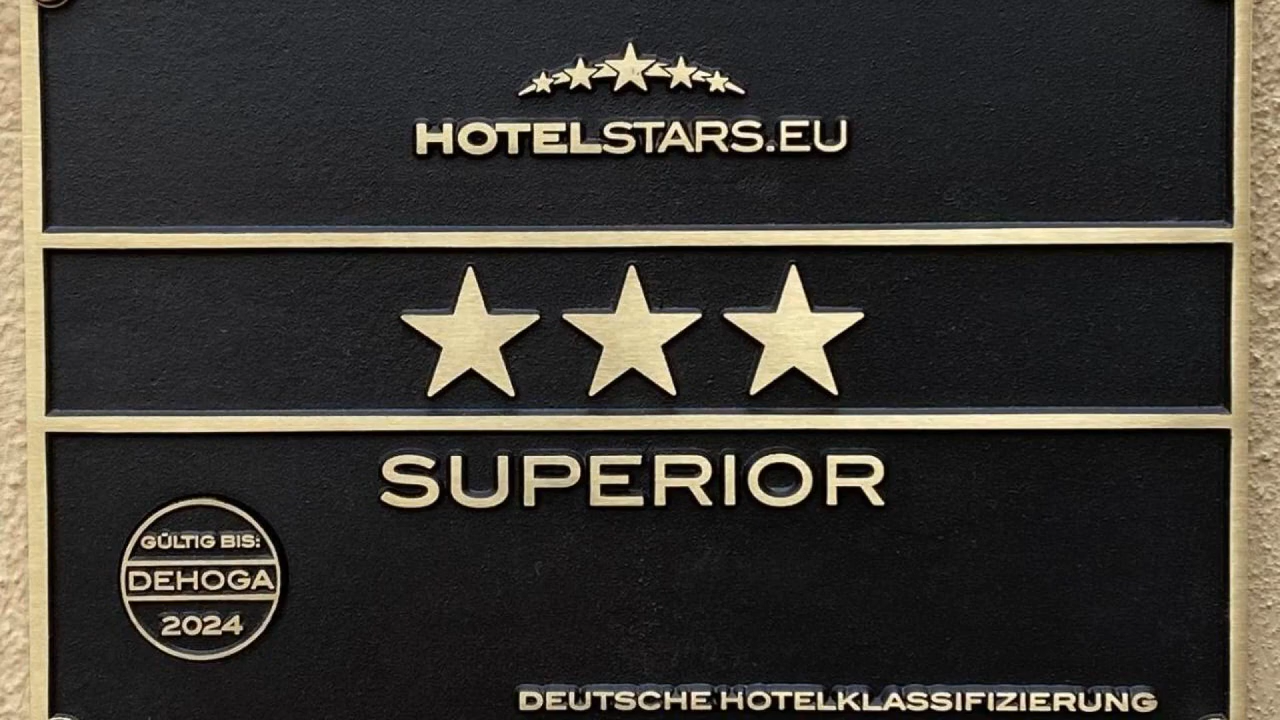 HOTELSTARS.EU
SUPERIOR
GÜLTIG BIS:
DEHOGA
2024
DEUTSCHE HOTELKLASSIFIZIERUNG